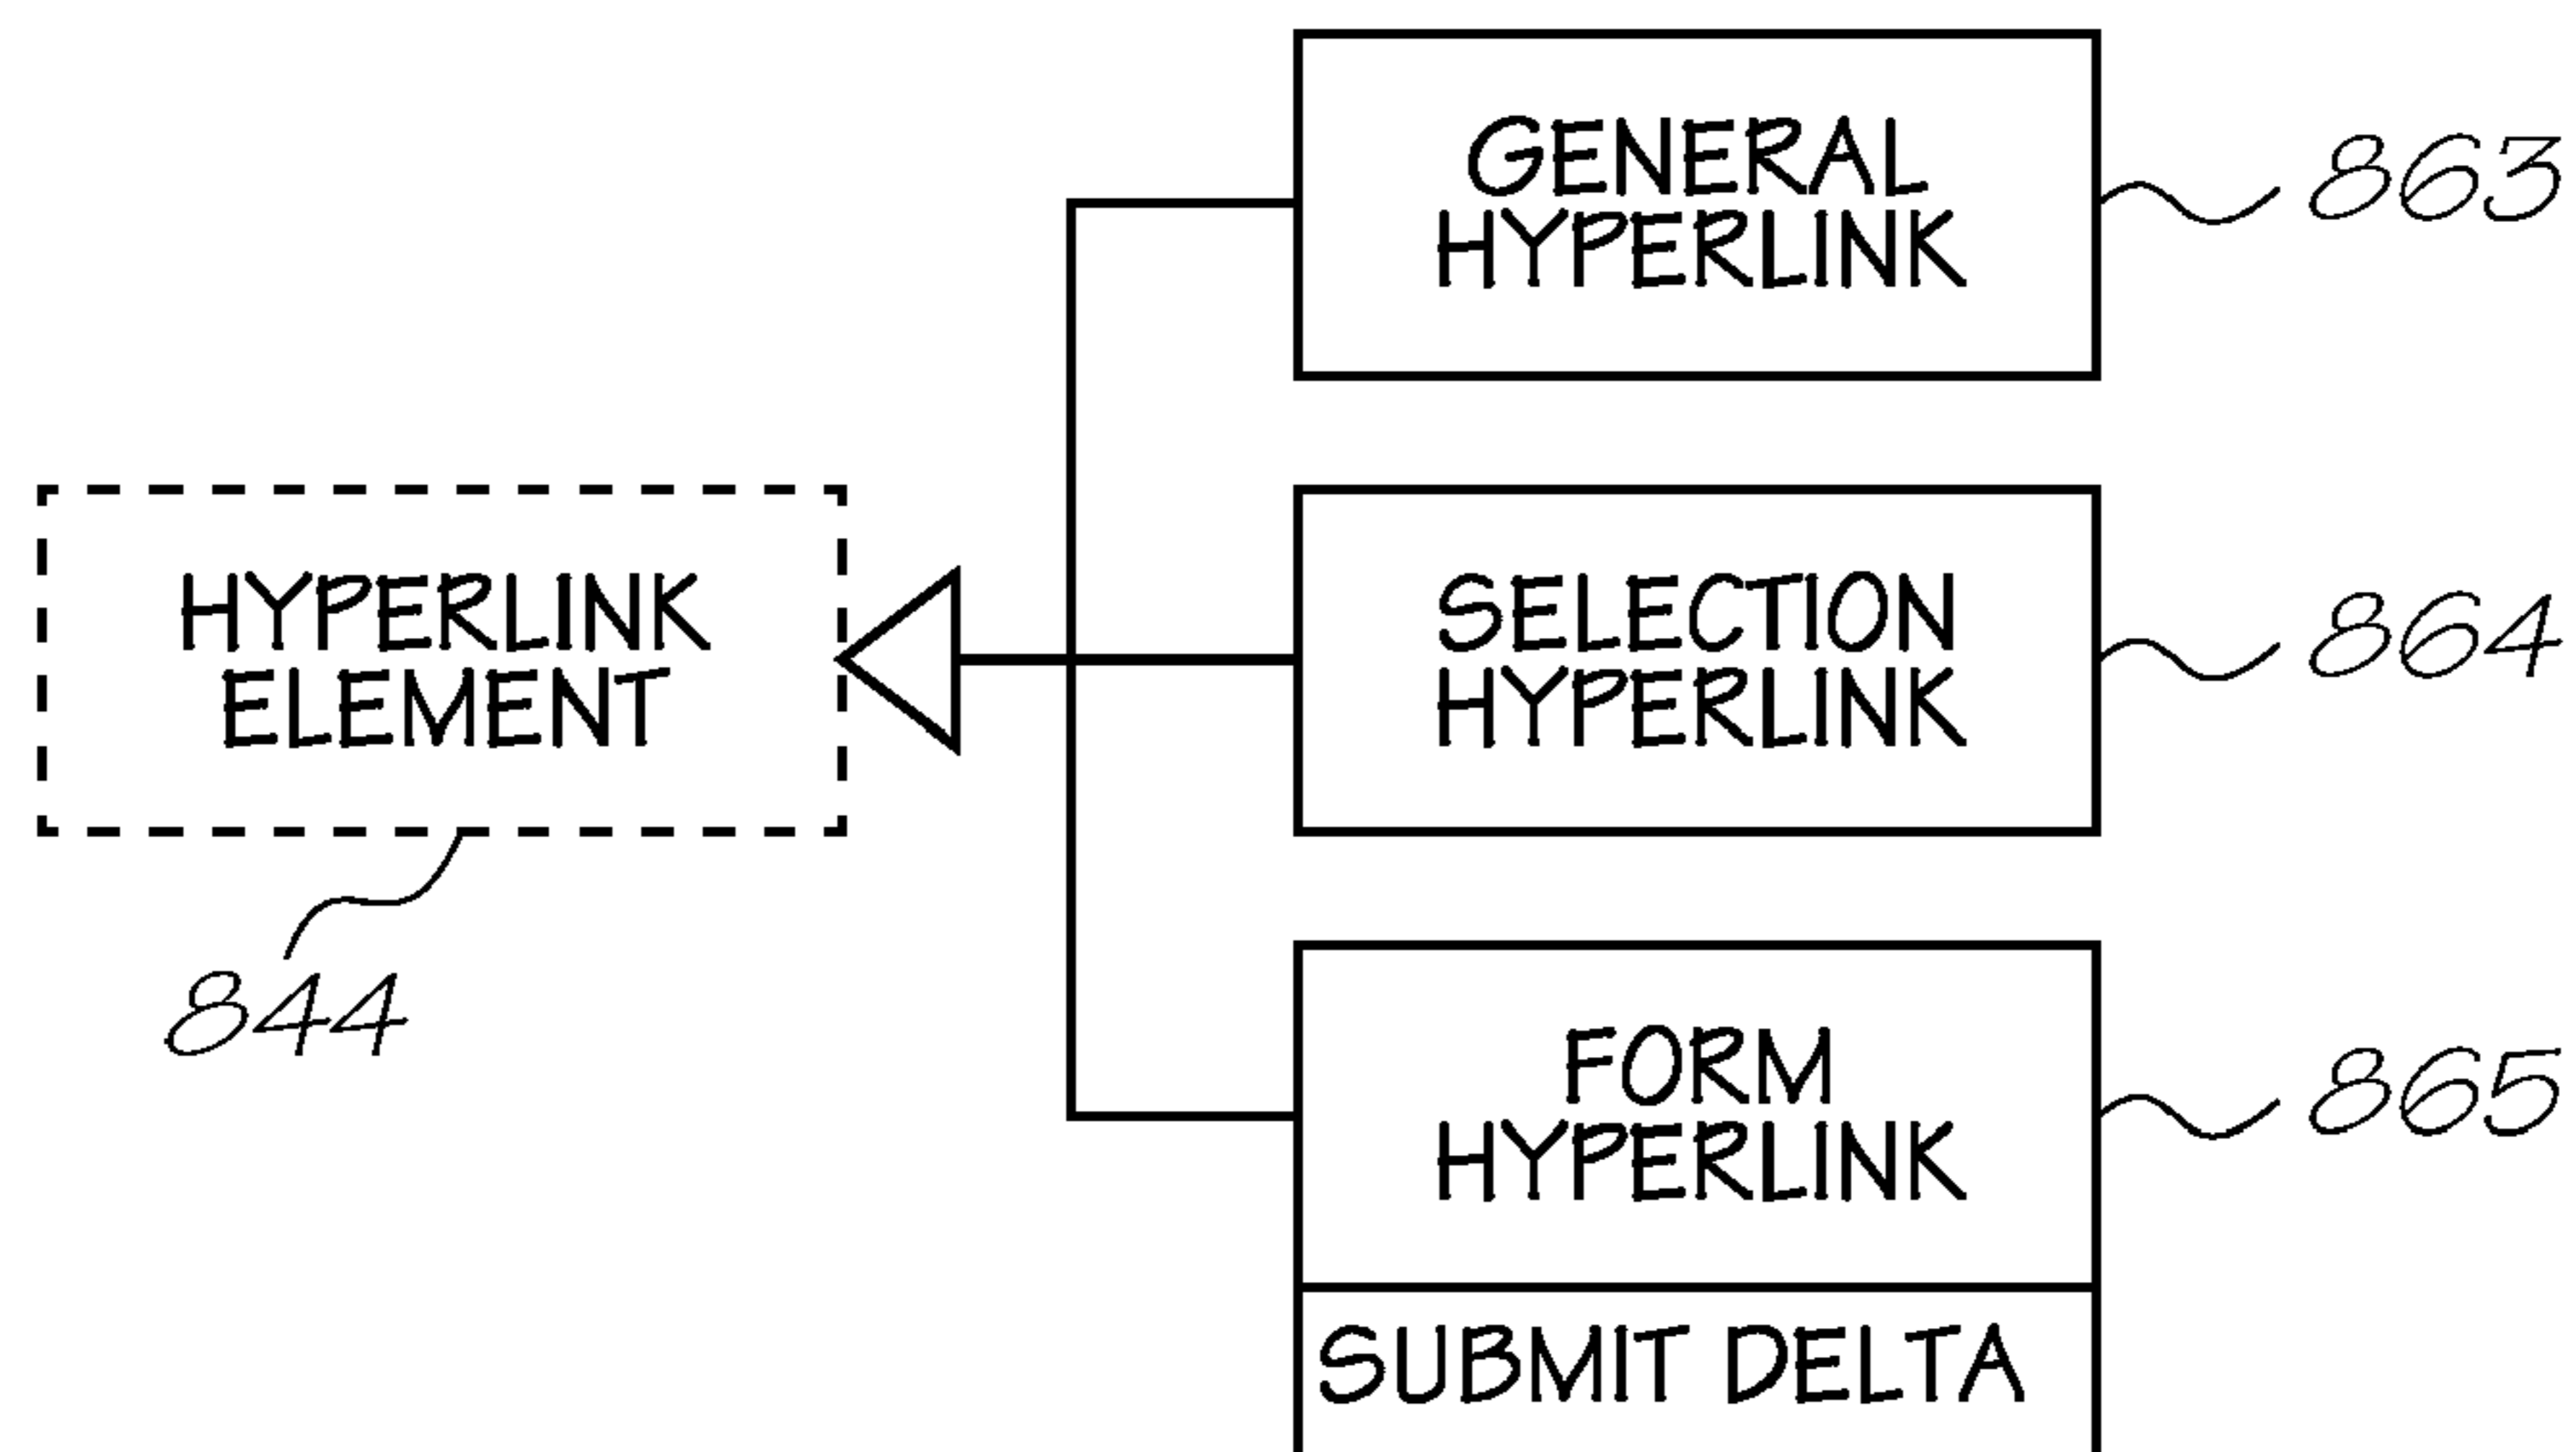 GENERAL
HYPERLINK
863
HYPERLINK
ELEMENT
844
SELECTION
HYPERLINK
864
FORM
HYPERLINK
865
SUBMIT DELTA